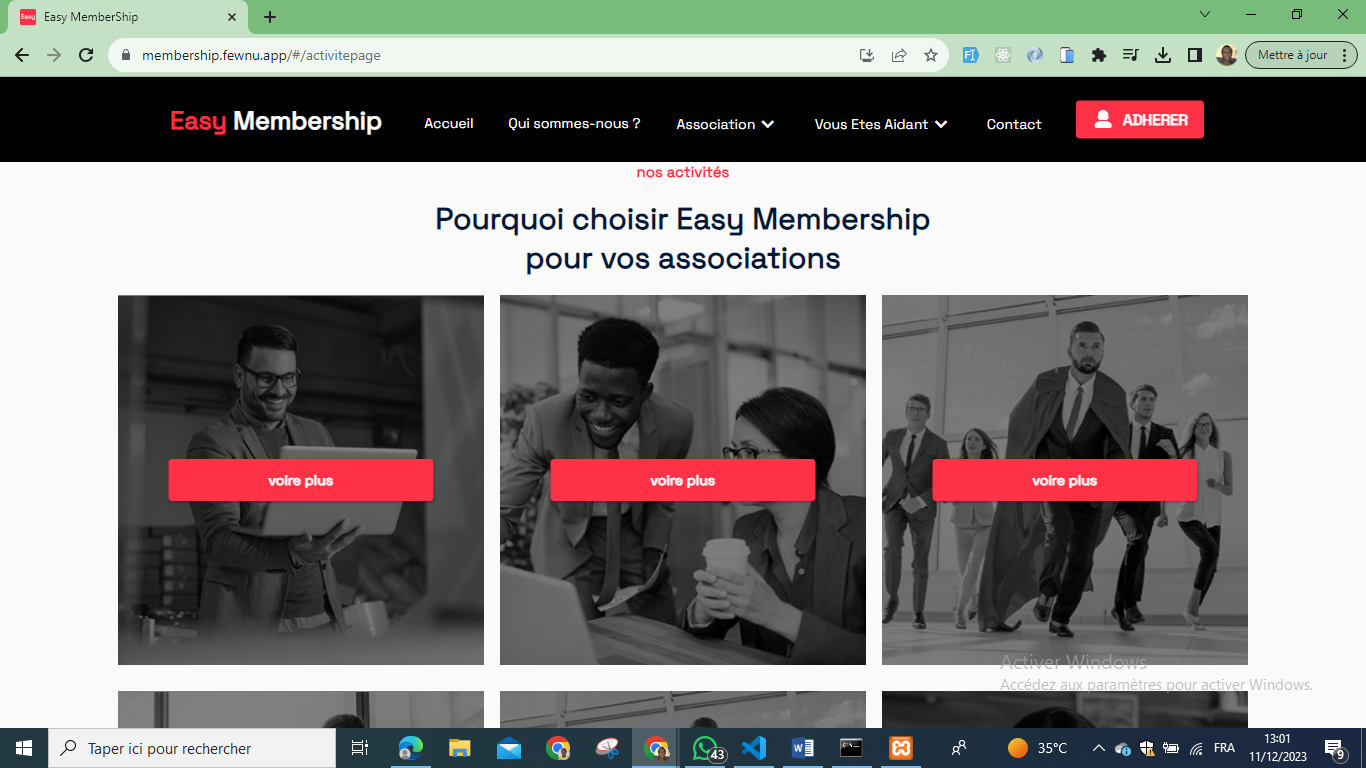 Easy
Easy MemberShip
membership.fewnu.app/#/activitepage
Mettre à jour
Easy Membership
Accueil
Qui sommes-nous ?
Association
Vous Etes Aidant
Contact
ADHERER
nos activités
Pourquoi choisir Easy Membership
pour vos associations
voire plus
voire plus
voire plus
Activer Windows
Accédez aux paramètres pour activer Windows.
Taper ici pour rechercher
43
35°C
FRA
13:01
11/12/2023
9